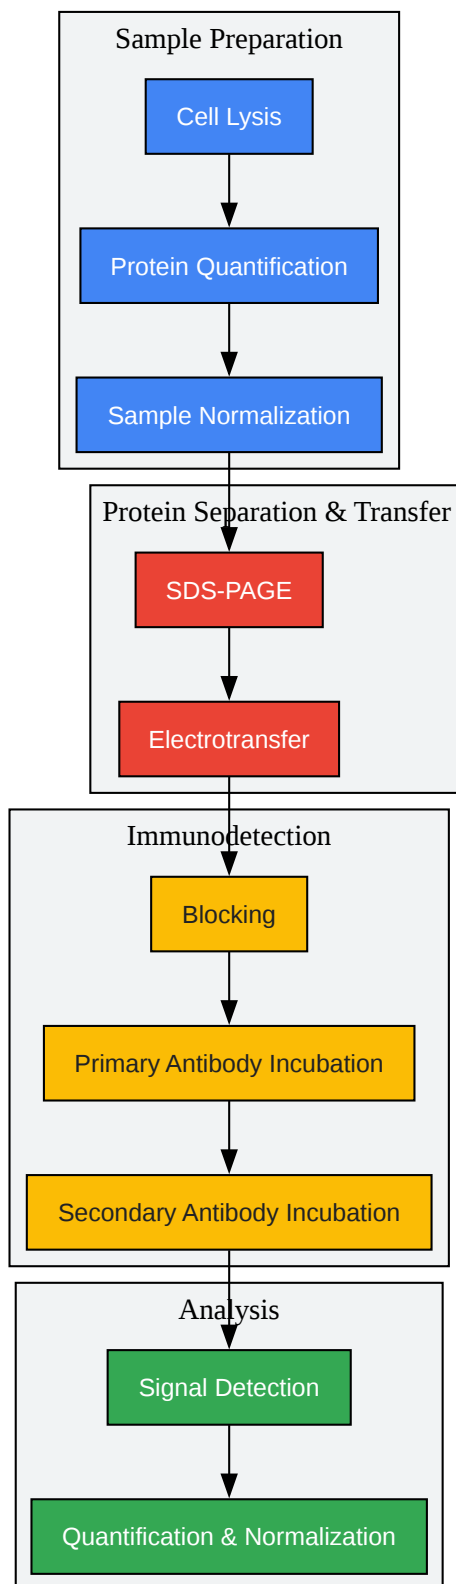 Sample Preparation
Cell Lysis
Protein Quantification
Sample Normalization
Protein Separation & Transfer
SDS-PAGE
Electrotransfer
Immunodetection
Blocking
Primary Antibody Incubation
Secondary Antibody Incubation
Analysis
Signal Detection
Quantification & Normalization